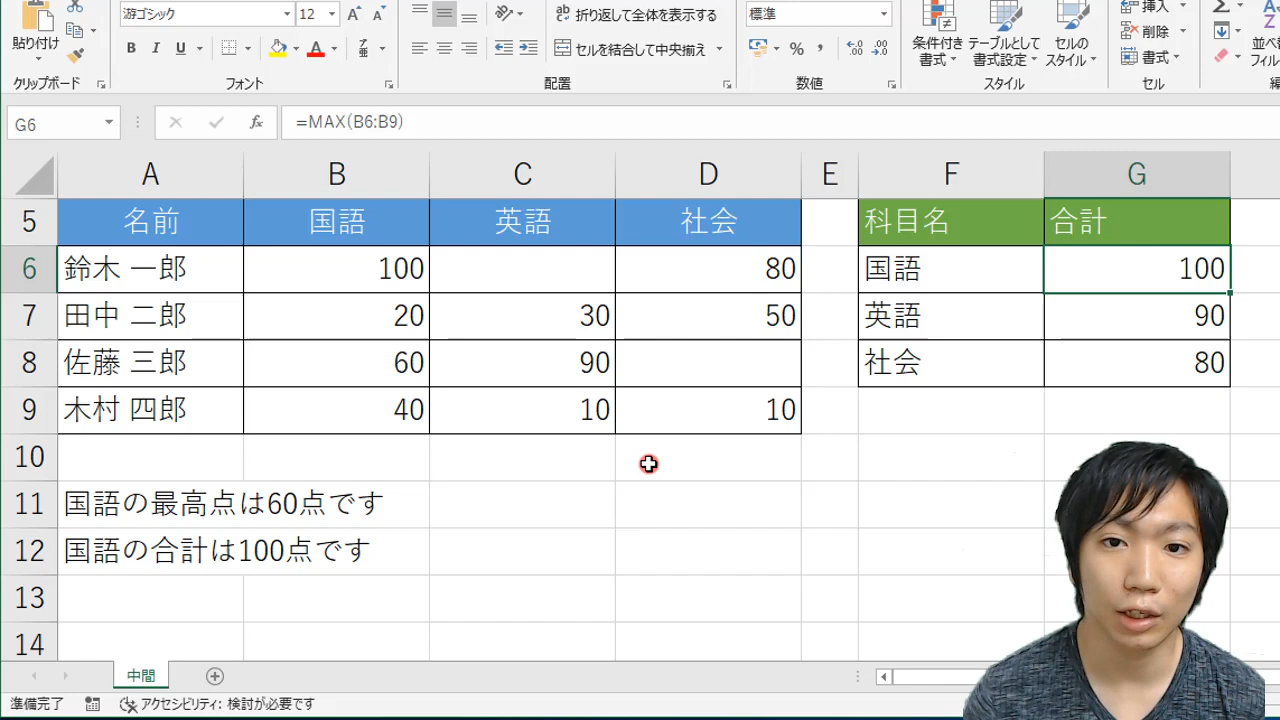 游ゴシック 12 折り返して全体を表示する 標準 挿入
貼り付け B I U セルを結合して中央揃え % 条件付き書式 テーブルとして書式設定 セルのスタイル 削除 書式
クリップボード フォント 配置 数値 スタイル セル
G6 fx =MAX(B6:B9)
A B C D E F G
5 名前 国語 英語 社会 科目名 合計
6 鈴木 一郎 100 80 国語 100
7 田中 二郎 20 30 50 英語 90
8 佐藤 三郎 60 90 社会 80
9 木村 四郎 40 10 10
10
11 国語の最高点は60点です
12 国語の合計は100点です
13
14
中間
準備完了 アクセシビリティ: 検討が必要です